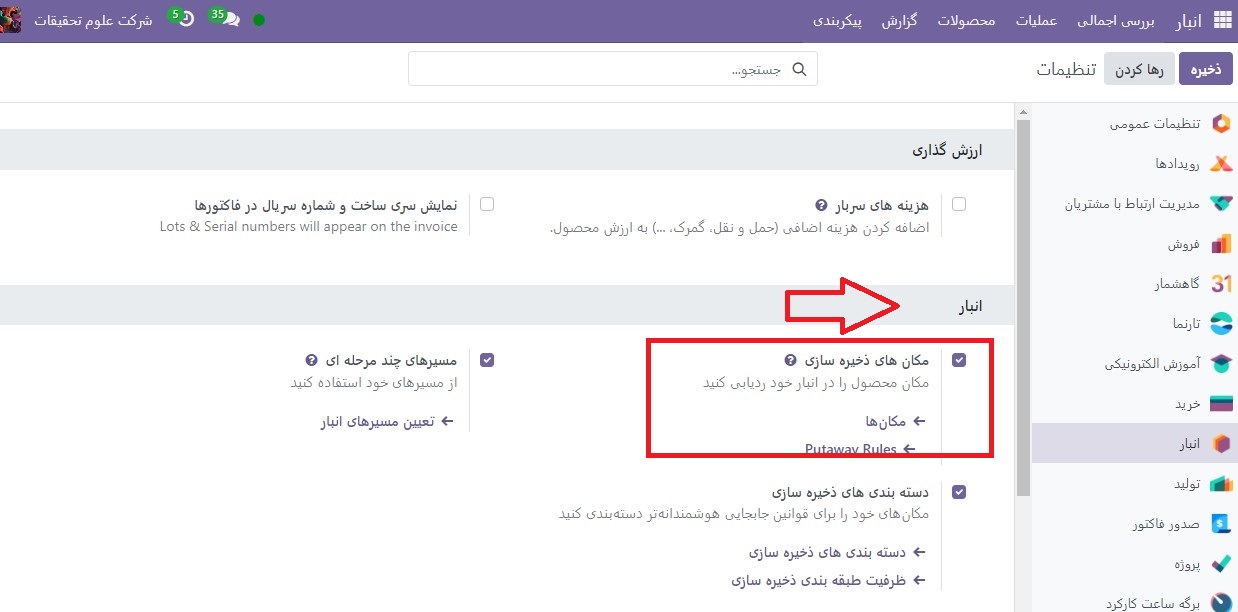 انبار
بررسی اجمالی
عملیات
محصولات
گزارش
پیکربندی
35
5
شرکت علوم تحقیقات
ذخیره
رها کردن
تنظیمات
جستجو...
تنظیمات عمومی
رویدادها
مدیریت ارتباط با مشتریان
فروش
31
گاهشمار
تارنما
آموزش الکترونیکی
خرید
انبار
تولید
صدور فاکتور
پروژه
برگه ساعت کارکرد
ارزش گذاری
هزینه های سربار ?
اضافه کردن هزینه اضافی (حمل و نقل، گمرک، ...) به ارزش محصول.
نمایش سری ساخت و شماره سریال در فاکتورها
Lots & Serial numbers will appear on the invoice
انبار
مکان های ذخیره سازی ?
مکان محصول را در انبار خود ردیابی کنید
مکان‌ها
Putaway Rules
مسیرهای چند مرحله ای ?
از مسیرهای خود استفاده کنید
تعیین مسیرهای انبار
دسته بندی های ذخیره سازی
مکان‌های خود را برای قوانین جابجایی هوشمندانه‌تر دسته‌بندی کنید
دسته بندی های ذخیره سازی
ظرفیت طبقه بندی ذخیره سازی